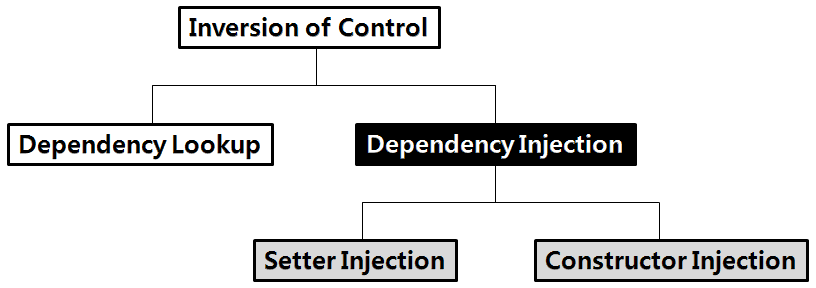 Inversion of Control
Dependency Lookup
Dependency Injection
Setter Injection
Constructor Injection